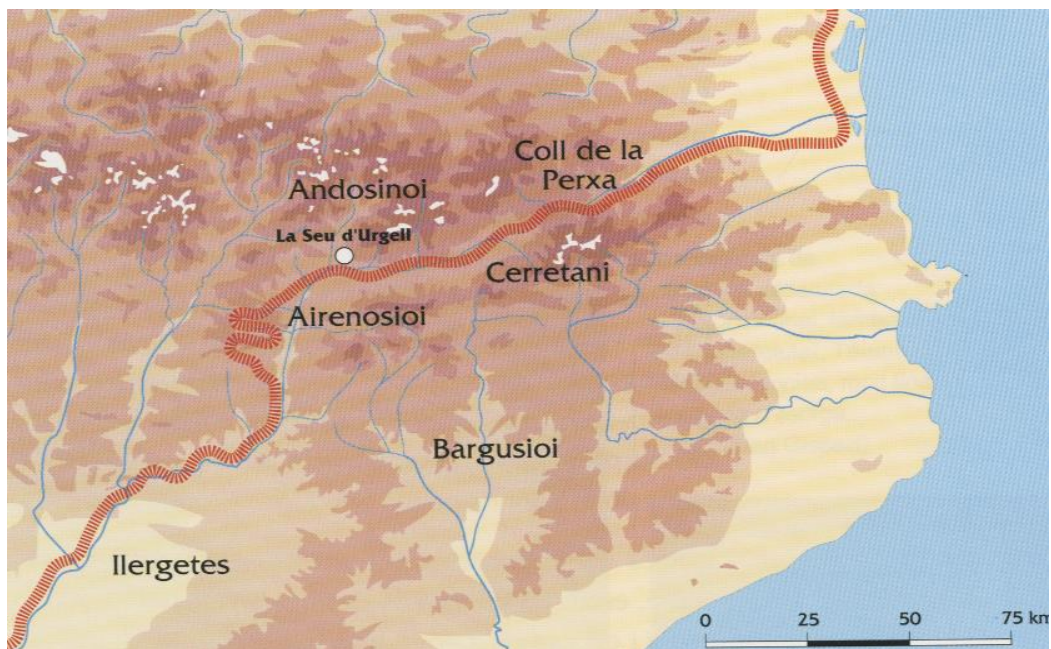 Coll de la
Perxa
Andosinoi
La Seu d'Urgell
Cerretani
Airenosioi
Bargusioi
Ilergetes
0 25 50 75 km